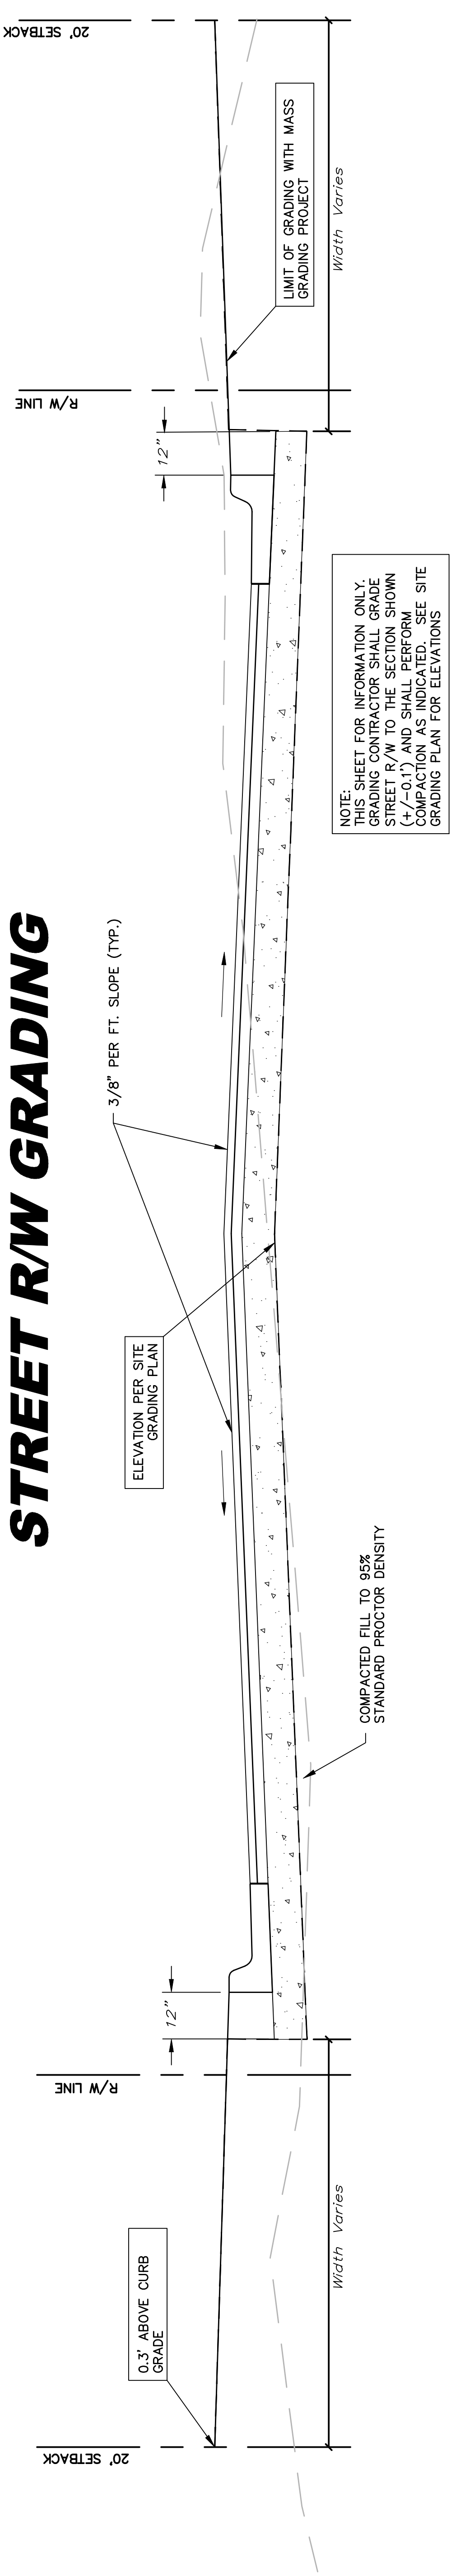 STREET R/W GRADING
20' SETBACK
R/W LINE
0.3' ABOVE CURB
GRADE
12"
ELEVATION PER SITE
GRADING PLAN
3/8" PER FT. SLOPE (TYP.)
12"
R/W LINE
20' SETBACK
LIMIT OF GRADING WITH MASS
GRADING PROJECT
Width Varies
COMPACTED FILL TO 95%
STANDARD PROCTOR DENSITY
NOTE:
THIS SHEET FOR INFORMATION ONLY.
GRADING CONTRACTOR SHALL GRADE
STREET R/W TO THE SECTION SHOWN
(+/-0.1') AND SHALL PERFORM
COMPACTION AS INDICATED. SEE SITE
GRADING PLAN FOR ELEVATIONS
Width Varies